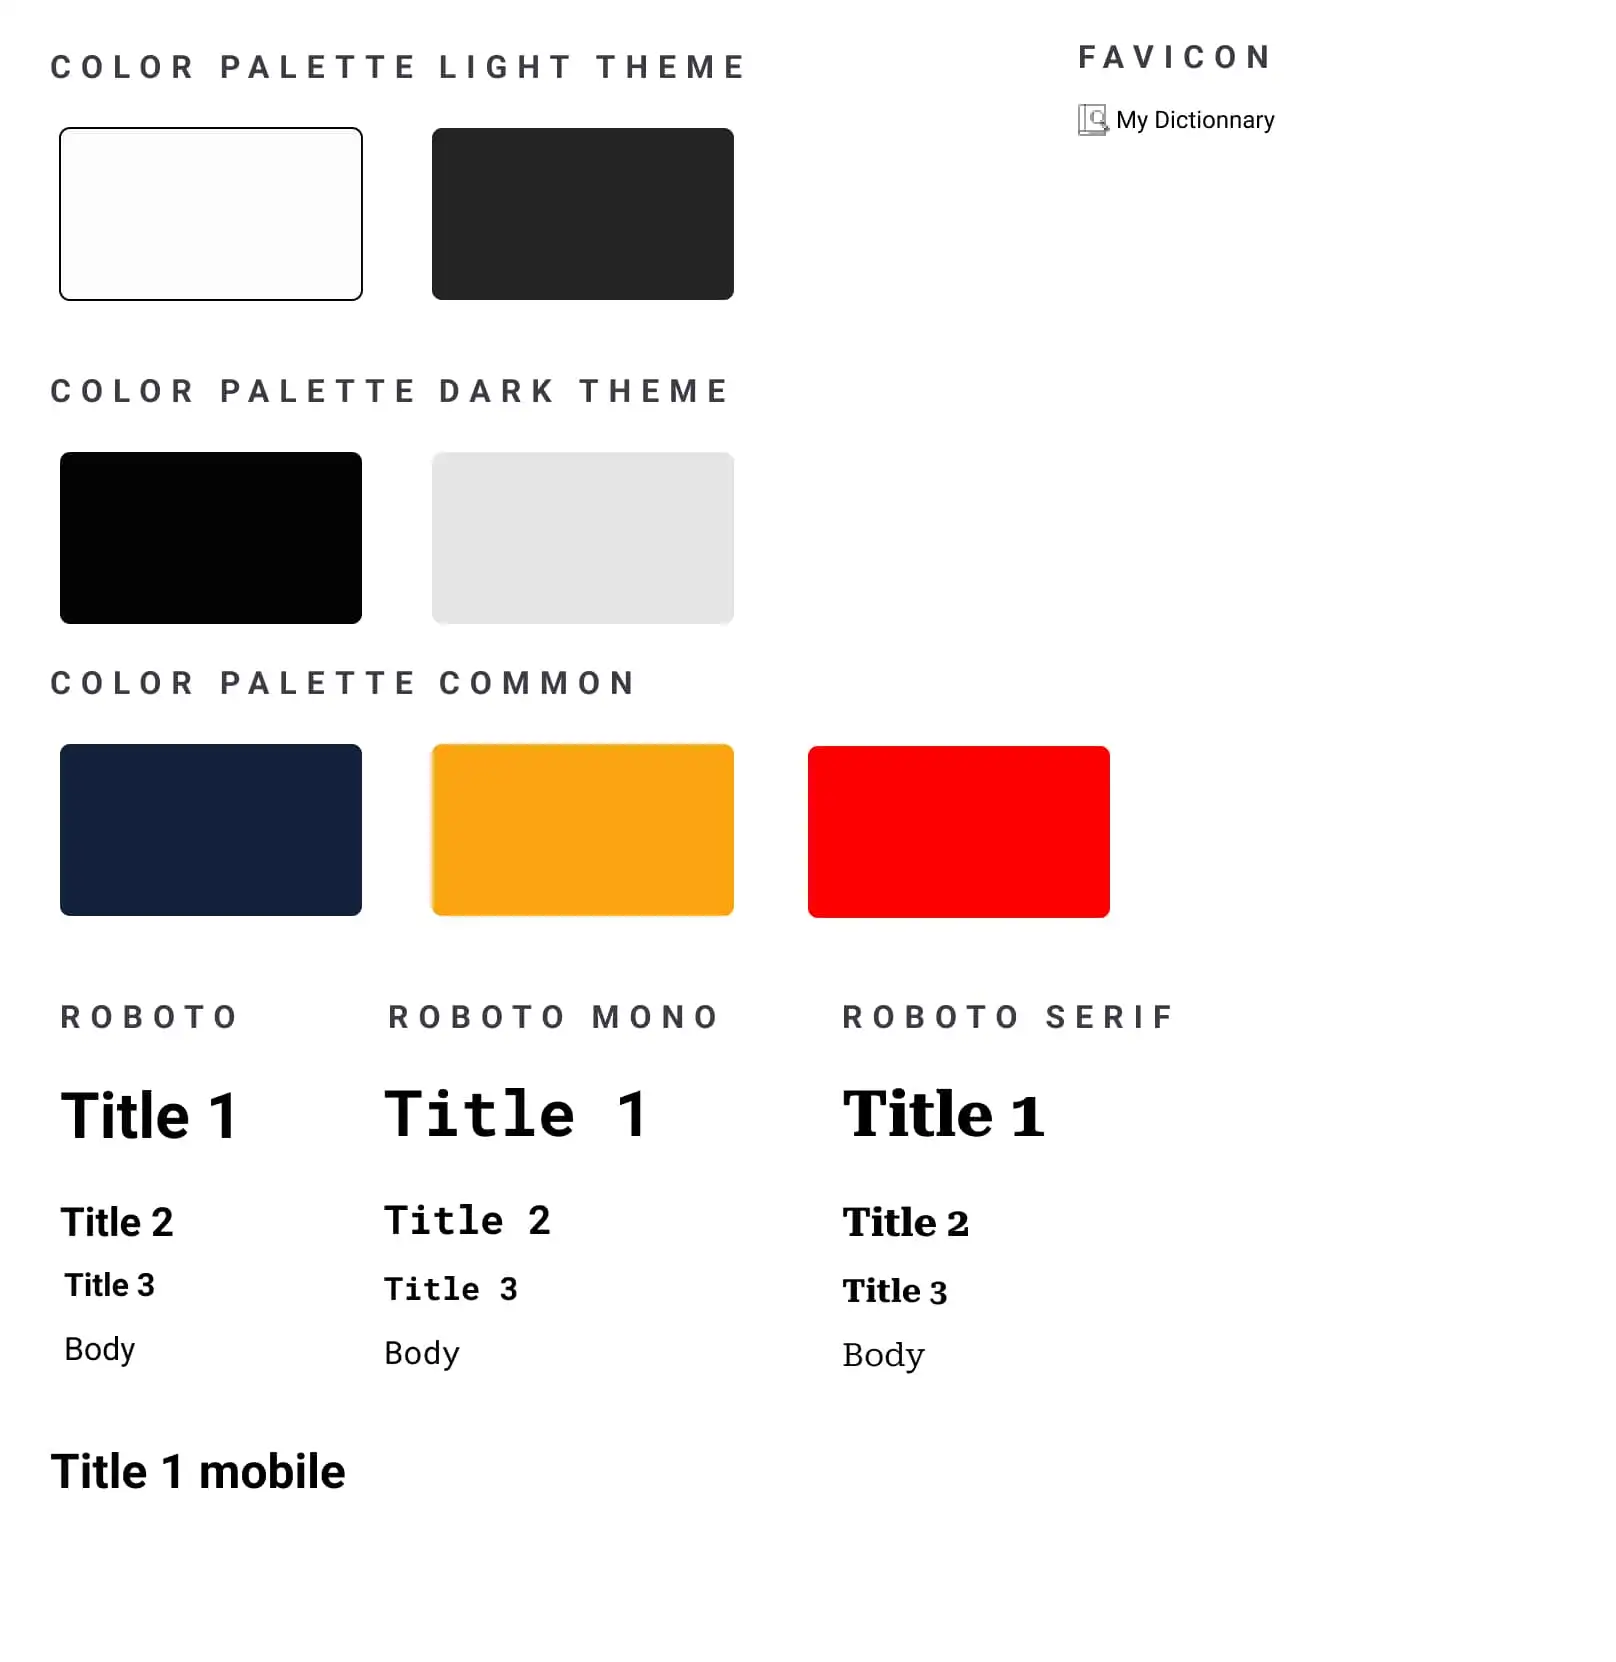 COLOR PALETTE LIGHT THEME
FAVICON
My Dictionnary
COLOR PALETTE DARK THEME
COLOR PALETTE COMMON
ROBOTO
Title 1
Title 2
Title 3
Body
ROBOTO MONO
Title 1
Title 2
Title 3
Body
ROBOTO SERIF
Title 1
Title 2
Title 3
Body
Title 1 mobile